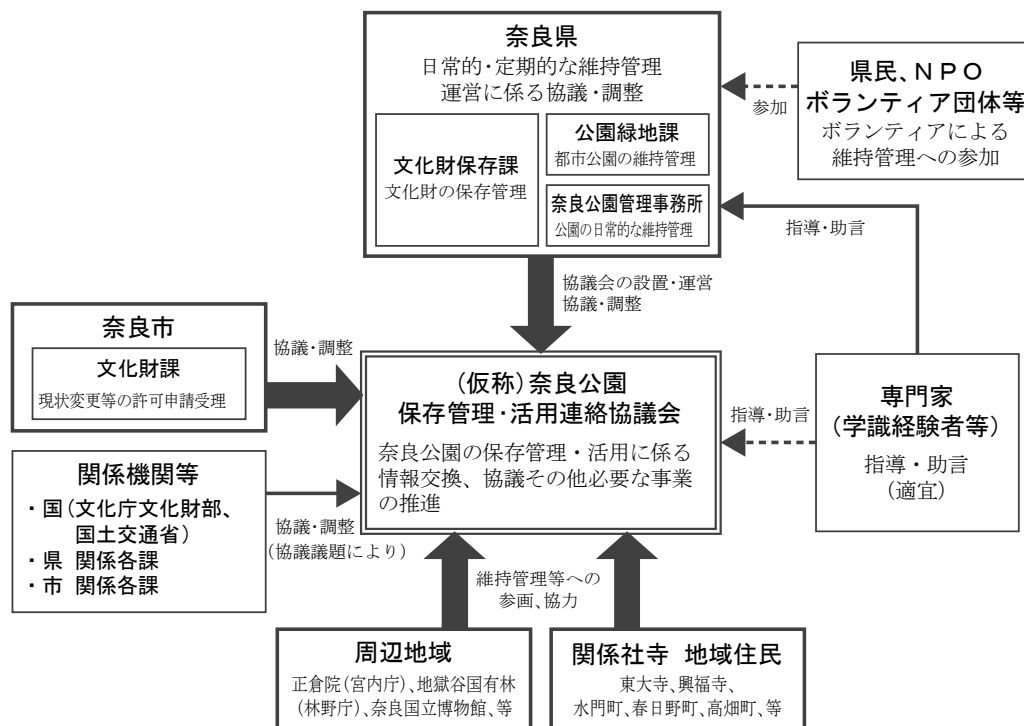 奈良県
日常的・定期的な維持管理
運営に係る協議・調整
文化財保存課
文化財の保存管理
公園緑地課
都市公園の維持管理
奈良公園管理事務所
公園の日常的な維持管理
参加
県民、ＮＰＯ
ボランティア団体等
ボランティアによる
維持管理への参加
指導・助言
協議会の設置・運営
協議・調整
奈良市
文化財課
現状変更等の許可申請受理
協議・調整
(仮称)奈良公園
保存管理・活用連絡協議会
奈良公園の保存管理・活用に係る
情報交換、協議その他必要な事業
の推進
指導・助言
専門家
(学識経験者等)
指導・助言
(適宜)
関係機関等
・国(文化庁文化財部、
国土交通省)
・県 関係各課
・市 関係各課
協議・調整
(協議議題により)
維持管理等への
参画、協力
周辺地域
正倉院(宮内庁)、地獄谷国有林
(林野庁)、奈良国立博物館、等
関係社寺 地域住民
東大寺、興福寺、
水門町、春日野町、高畑町、等